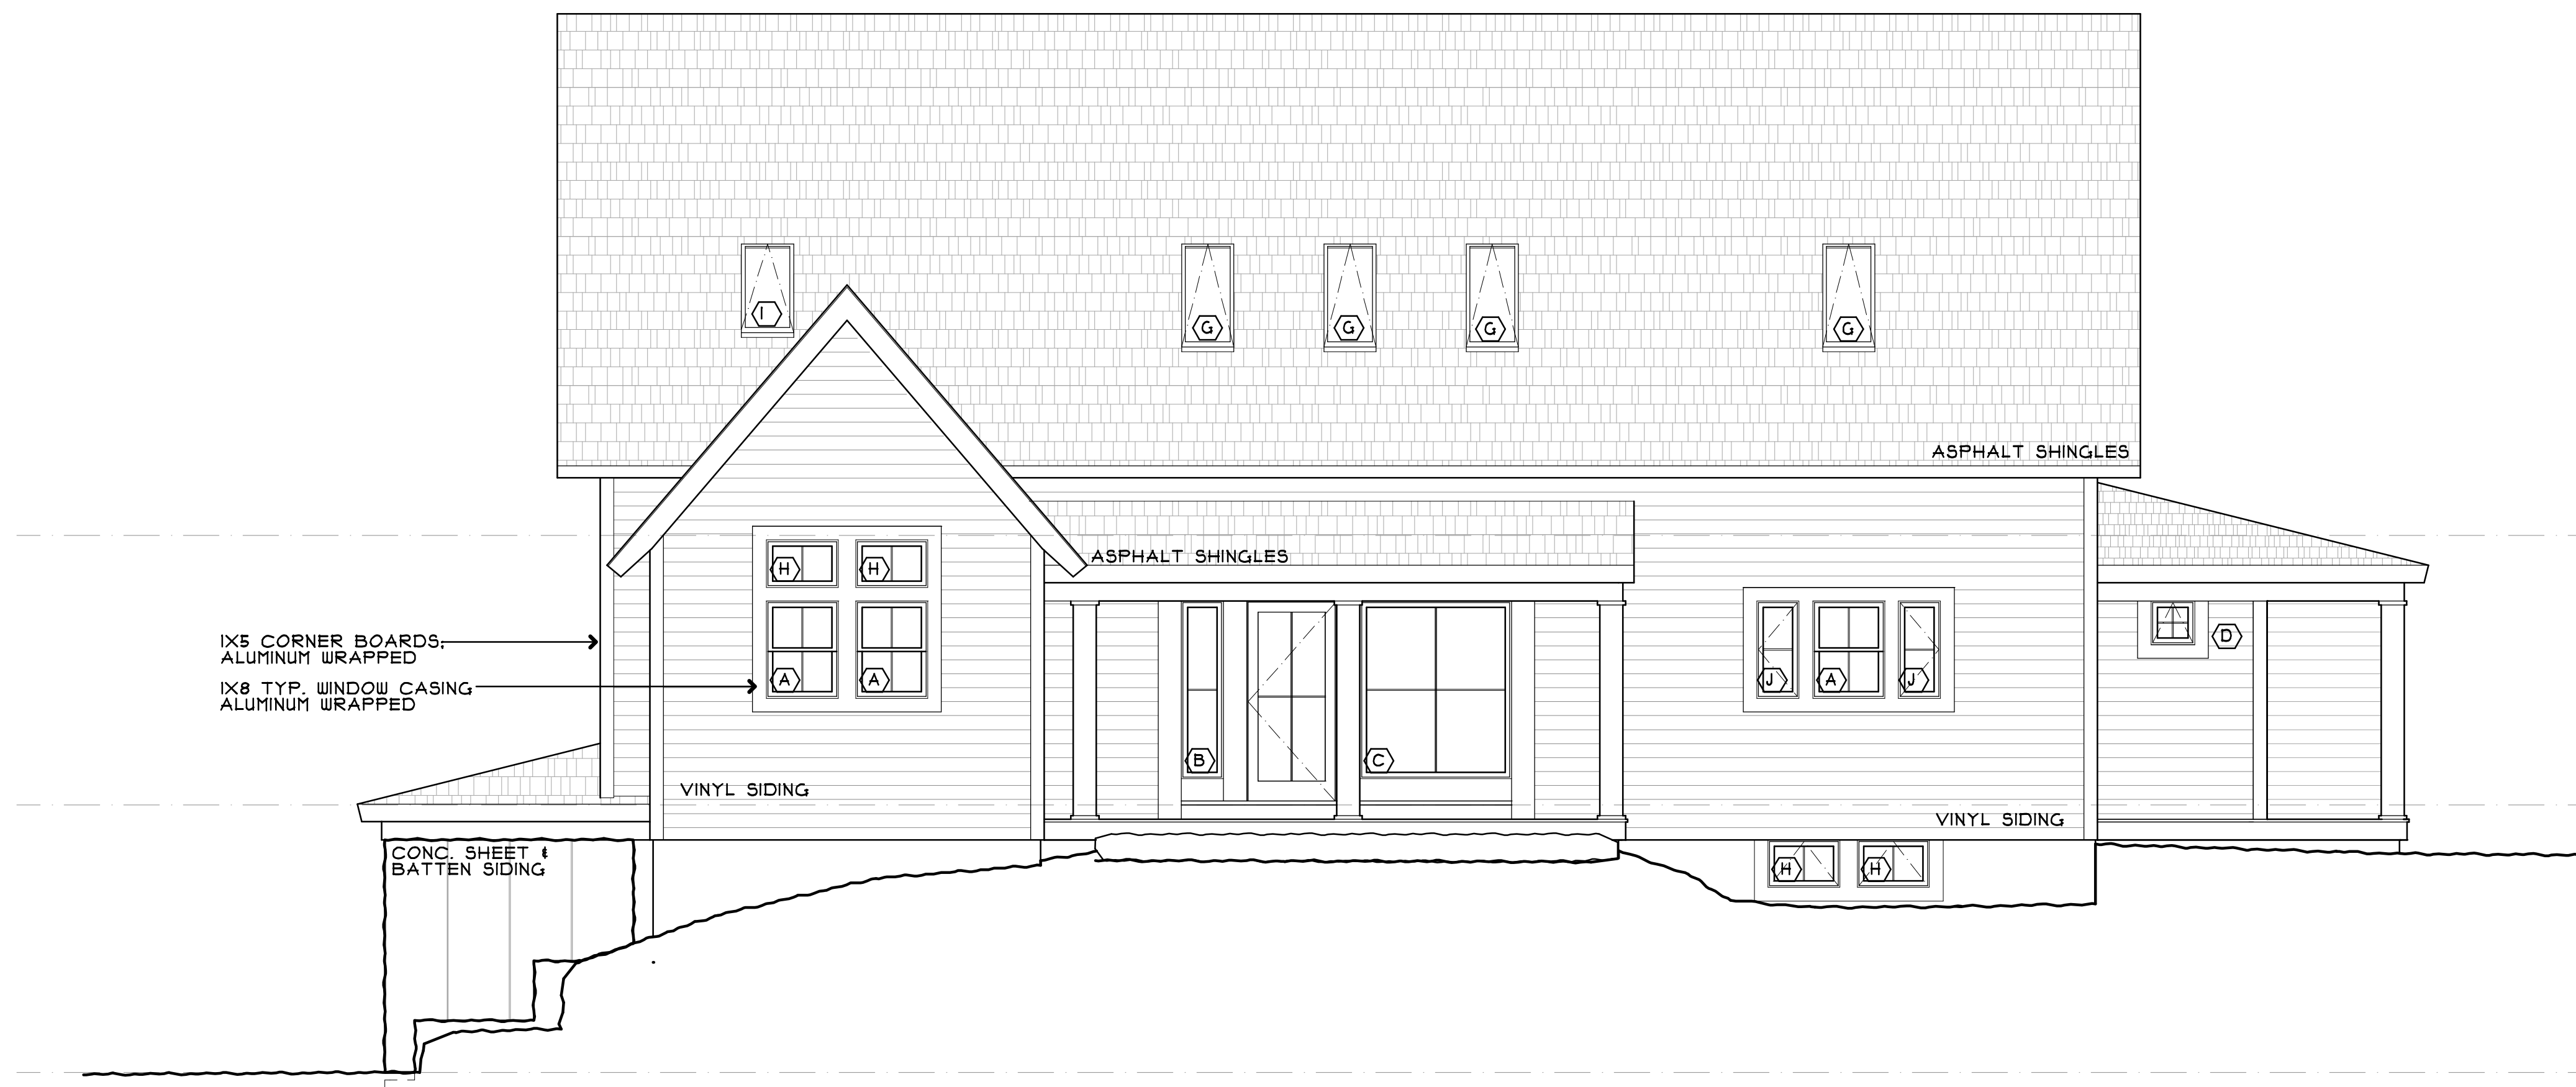 I
G
G
G
G
ASPHALT SHINGLES
ASPHALT SHINGLES
H
H
1X5 CORNER BOARDS,
ALUMINUM WRAPPED
D
1X8 TYP. WINDOW CASING
ALUMINUM WRAPPED
A
A
J
A
J
B
C
VINYL SIDING
VINYL SIDING
CONC. SHEET &
BATTEN SIDING
H
H